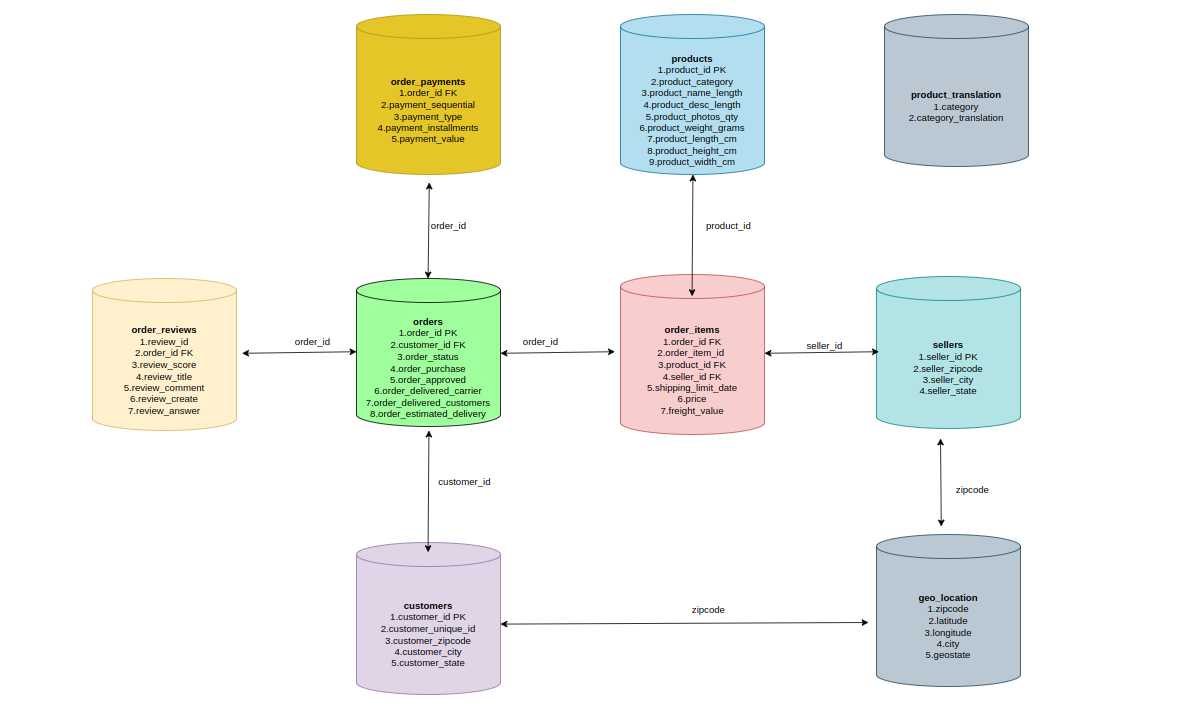 order_payments
1.order_id FK
2.payment_sequential
3.payment_type
4.payment_installments
5.payment_value
products
1.product_id PK
2.product_category
3.product_name_length
4.product_desc_length
5.product_photos_qty
6.product_weight_grams
7.product_length_cm
8.product_height_cm
9.product_width_cm
product_translation
1.category
2.category_translation
order_id
product_id
order_reviews
1.review_id
2.order_id FK
3.review_score
4.review_title
5.review_comment
6.review_create
7.review_answer
order_id
orders
1.order_id PK
2.customer_id FK
3.order_status
4.order_purchase
5.order_approved
6.order_delivered_carrier
7.order_delivered_customers
8.order_estimated_delivery
order_id
order_items
1.order_id FK
2.order_item_id
3.product_id FK
4.seller_id FK
5.shipping_limit_date
6.price
7.freight_value
seller_id
sellers
1.seller_id PK
2.seller_zipcode
3.seller_city
4.seller_state
customer_id
zipcode
customers
1.customer_id PK
2.customer_unique_id
3.customer_zipcode
4.customer_city
5.customer_state
zipcode
geo_location
1.zipcode
2.latitude
3.longitude
4.city
5.geostate